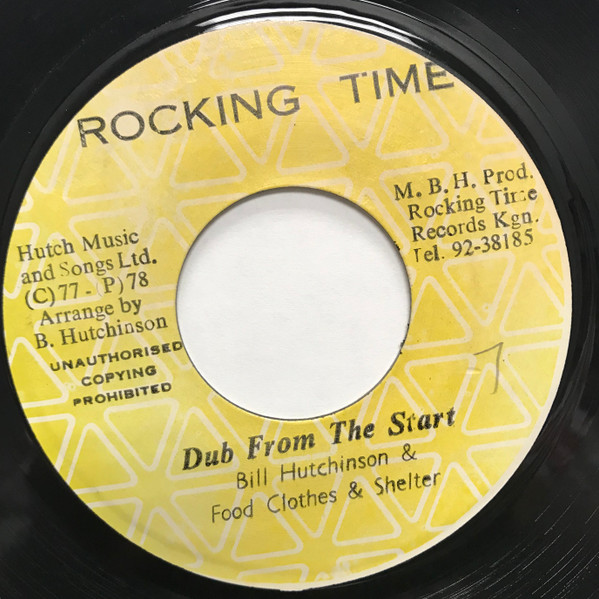 ROCKING TIME
Hutch Music
and Songs Ltd.
(C)77-(P)78
Arrange by
B. Hutchinson
UNAUTHORISED
COPYING
PROHIBITED
M. B. H. Prod.
Rocking Time
Records Kgn.
Tel. 92-38185
7
Dub From The Start
Bill Hutchinson &
Food Clothes & Shelter